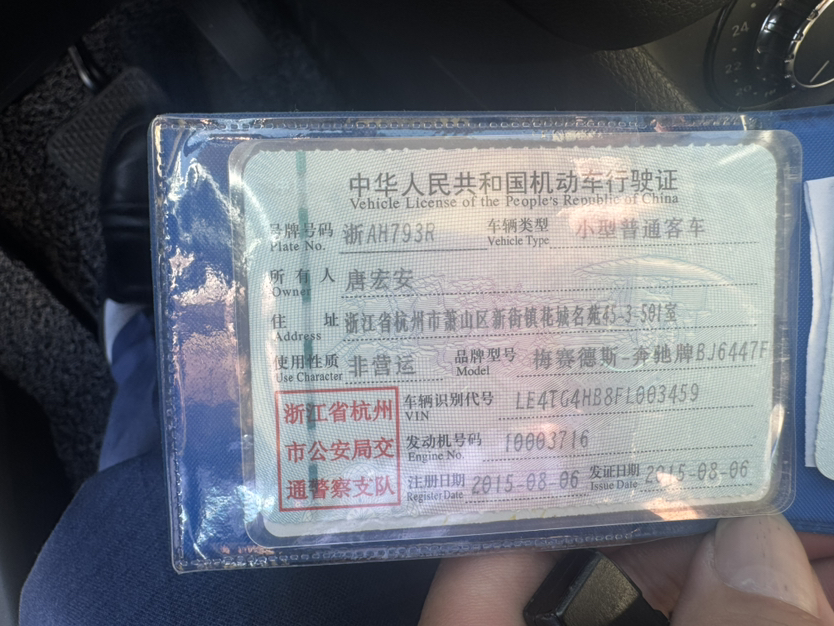 中华人民共和国机动车行驶证
Vehicle License of the People's Republic of China
号牌号码 浙AH793R 车辆类型 小型普通客车
Plate No. Vehicle Type
所有人 唐宏安
Owner
住址 浙江省杭州市萧山区新街镇花城名苑45-3-501室
Address
使用性质 非营运 品牌型号 梅赛德斯-奔驰牌BJ6447F
Use Character Model
浙江省杭州 车辆识别代号 LE4TG4HB8FL003459
VIN
市公安局交 发动机号码 10003716
Engine No.
通警察支队 注册日期 2015-08-06 发证日期 2015-08-06
Register Date Issue Date
24
22